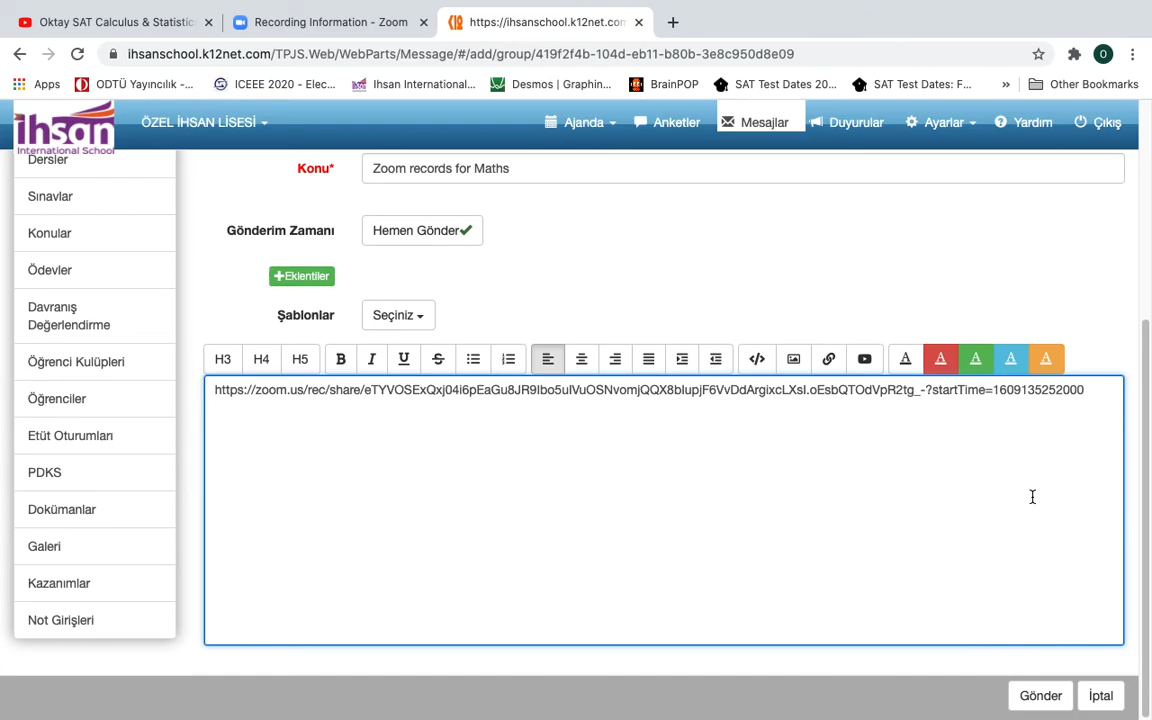 Oktay SAT Calculus & Statistic
Recording Information - Zoom
https://ihsanschool.k12net.com
ihsanschool.k12net.com/TPJS.Web/WebParts/Message/#/add/group/419f2f4b-104d-eb11-b80b-3e8c950d8e09
O
Apps
ODTÜ Yayıncılık -...
ICEEE 2020 - Elec...
Ihsan International...
Desmos | Graphin...
BrainPOP
SAT Test Dates 20...
SAT Test Dates: F...
»
Other Bookmarks
ihsan
International School
ÖZEL İHSAN LİSESİ
Ajanda
Anketler
Mesajlar
Duyurular
Ayarlar
Yardım
Çıkış
Dersler
Sınavlar
Konular
Ödevler
Davranış
Değerlendirme
Öğrenci Kulüpleri
Öğrenciler
Etüt Oturumları
PDKS
Dokümanlar
Galeri
Kazanımlar
Not Girişleri
Konu*
Zoom records for Maths
Gönderim Zamanı
Hemen Gönder
+Eklentiler
Şablonlar
Seçiniz
H3 H4 H5 B I U S A A A A A
https://zoom.us/rec/share/eTYVOSExQxj04i6pEaGu8JR9Ibo5uIVuOSNvomjQQX8bIupjF6VvDdArgixcLXsI.oEsbQTOdVpR2tg_-?startTime=1609135252000
Gönder
İptal